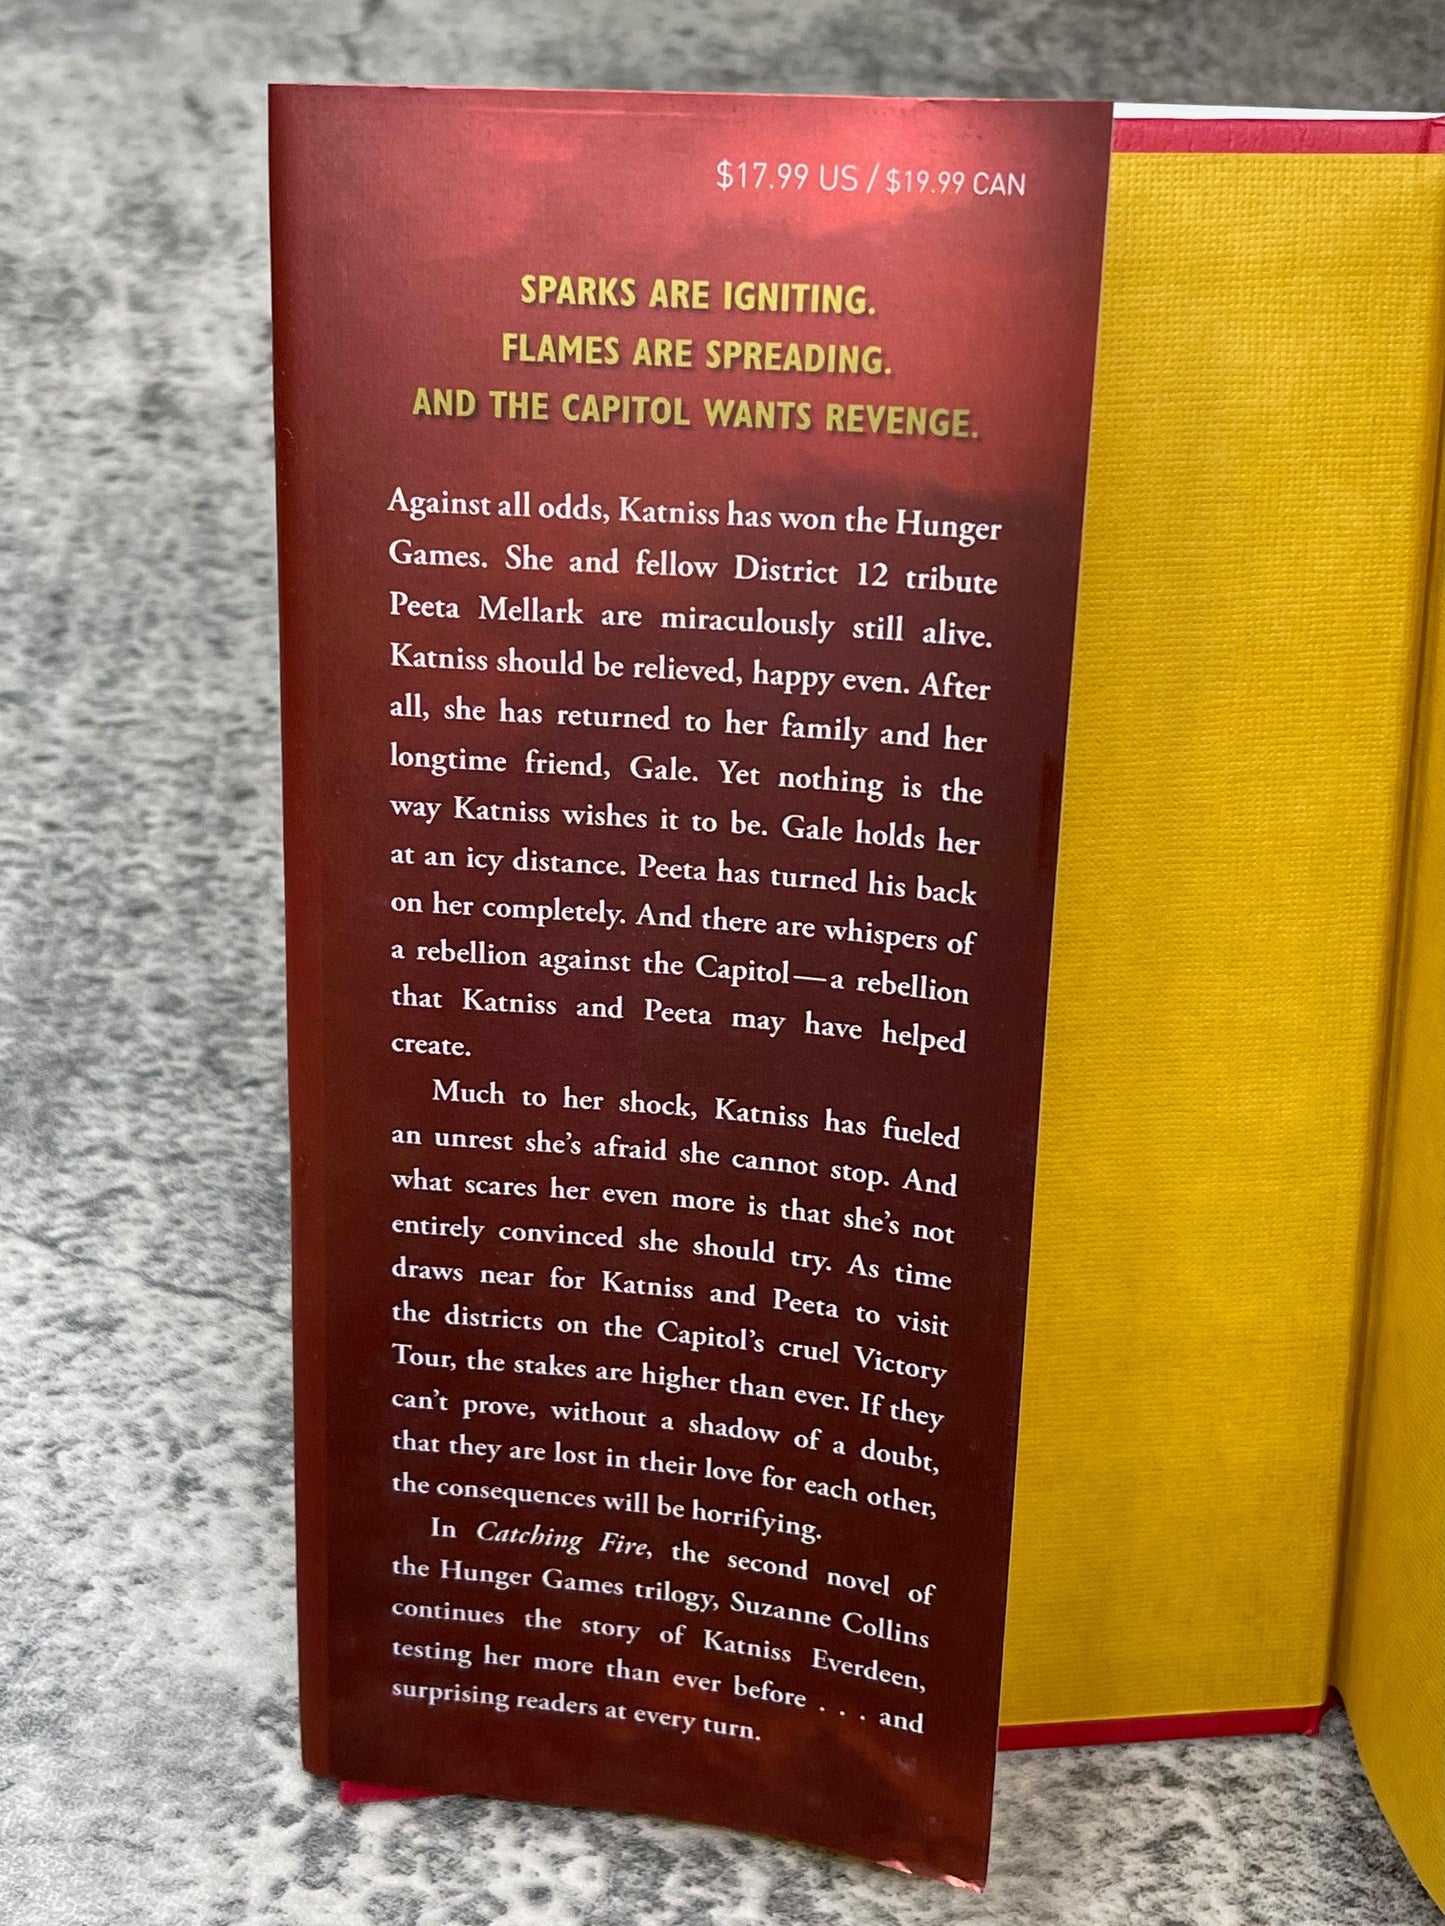 $17.99 US / $19.99 CAN
SPARKS ARE IGNITING.
FLAMES ARE SPREADING.
AND THE CAPITOL WANTS REVENGE.
Against all odds, Katniss has won the Hunger
Games. She and fellow District 12 tribute
Peeta Mellark are miraculously still alive.
Katniss should be relieved, happy even. After
all, she has returned to her family and her
longtime friend, Gale. Yet nothing is the
way Katniss wishes it to be. Gale holds her
at an icy distance. Peeta has turned his back
on her completely. And there are whispers of
a rebellion against the Capitol—a rebellion
that Katniss and Peeta may have helped
create.
Much to her shock, Katniss has fueled
an unrest she's afraid she cannot stop. And
what scares her even more is that she's not
entirely convinced she should try. As time
draws near for Katniss and Peeta to visit
the districts on the Capitol's cruel Victory
Tour, the stakes are higher than ever. If they
can't prove, without a shadow of a doubt,
that they are lost in their love for each other,
the consequences will be horrifying.
In Catching Fire, the second novel of
the Hunger Games trilogy, Suzanne Collins
continues the story of Katniss Everdeen,
testing her more than ever before . . . and
surprising readers at every turn.